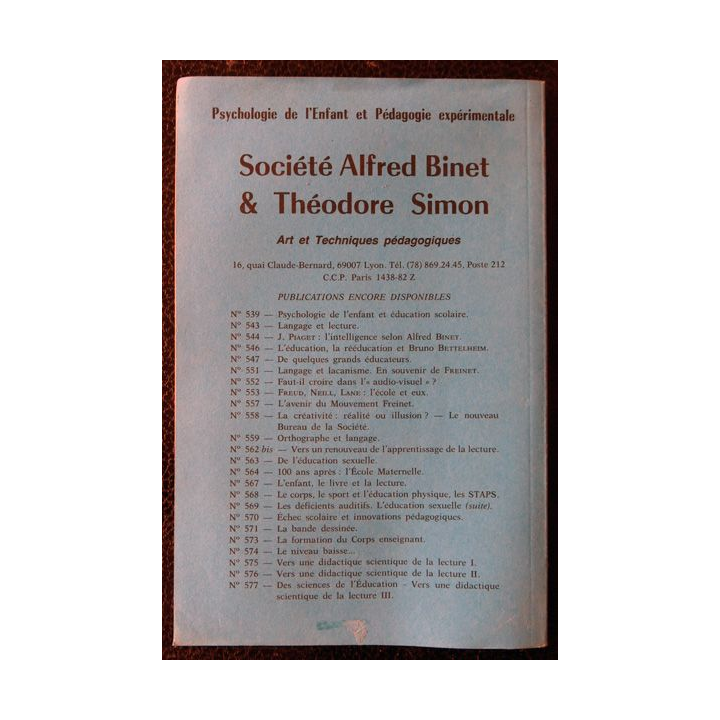 Psychologie de l'Enfant et Pédagogie expérimentale
Société Alfred Binet
& Théodore Simon
Art et Techniques pédagogiques
16, quai Claude-Bernard, 69007 Lyon. Tél. (78) 869.24.45, Poste 212
C.C.P. Paris 1438-82 Z
PUBLICATIONS ENCORE DISPONIBLES
N° 539 — Psychologie de l'enfant et éducation scolaire.
N° 543 — Langage et lecture.
N° 544 — J. PIAGET : l'intelligence selon Alfred BINET.
N° 546 — L'éducation, la rééducation et Bruno BETTELHEIM.
N° 547 — De quelques grands éducateurs.
N° 551 — Langage et lacanisme. En souvenir de FREINET.
N° 552 — Faut-il croire dans l'« audio-visuel » ?
N° 553 — FREUD, NEILL, LANE : l'école et eux.
N° 557 — L'avenir du Mouvement Freinet.
N° 558 — La créativité : réalité ou illusion ? — Le nouveau
Bureau de la Société.
N° 559 — Orthographe et langage.
N° 562 bis — Vers un renouveau de l'apprentissage de la lecture.
N° 563 — De l'éducation sexuelle.
N° 564 — 100 ans après : l'École Maternelle.
N° 567 — L'enfant, le livre et la lecture.
N° 568 — Le corps, le sport et l'éducation physique, les STAPS.
N° 569 — Les déficients auditifs. L'éducation sexuelle (suite).
N° 570 — Échec scolaire et innovations pédagogiques.
N° 571 — La bande dessinée.
N° 573 — La formation du Corps enseignant.
N° 574 — Le niveau baisse...
N° 575 — Vers une didactique scientifique de la lecture I.
N° 576 — Vers une didactique scientifique de la lecture II.
N° 577 — Des sciences de l'Éducation - Vers une didactique
scientifique de la lecture III.